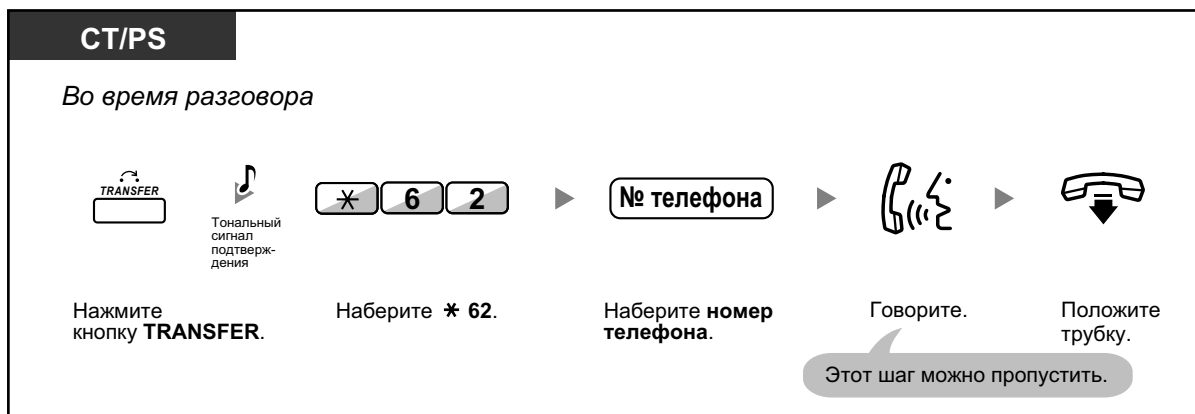 CT/PS
Во время разговора
TRANSFER
Тональный
сигнал
подтверж-
дения
* 6 2
№ телефона
Нажмите
кнопку TRANSFER.
Наберите * 62.
Наберите номер
телефона.
Говорите.
Этот шаг можно пропустить.
Положите
трубку.